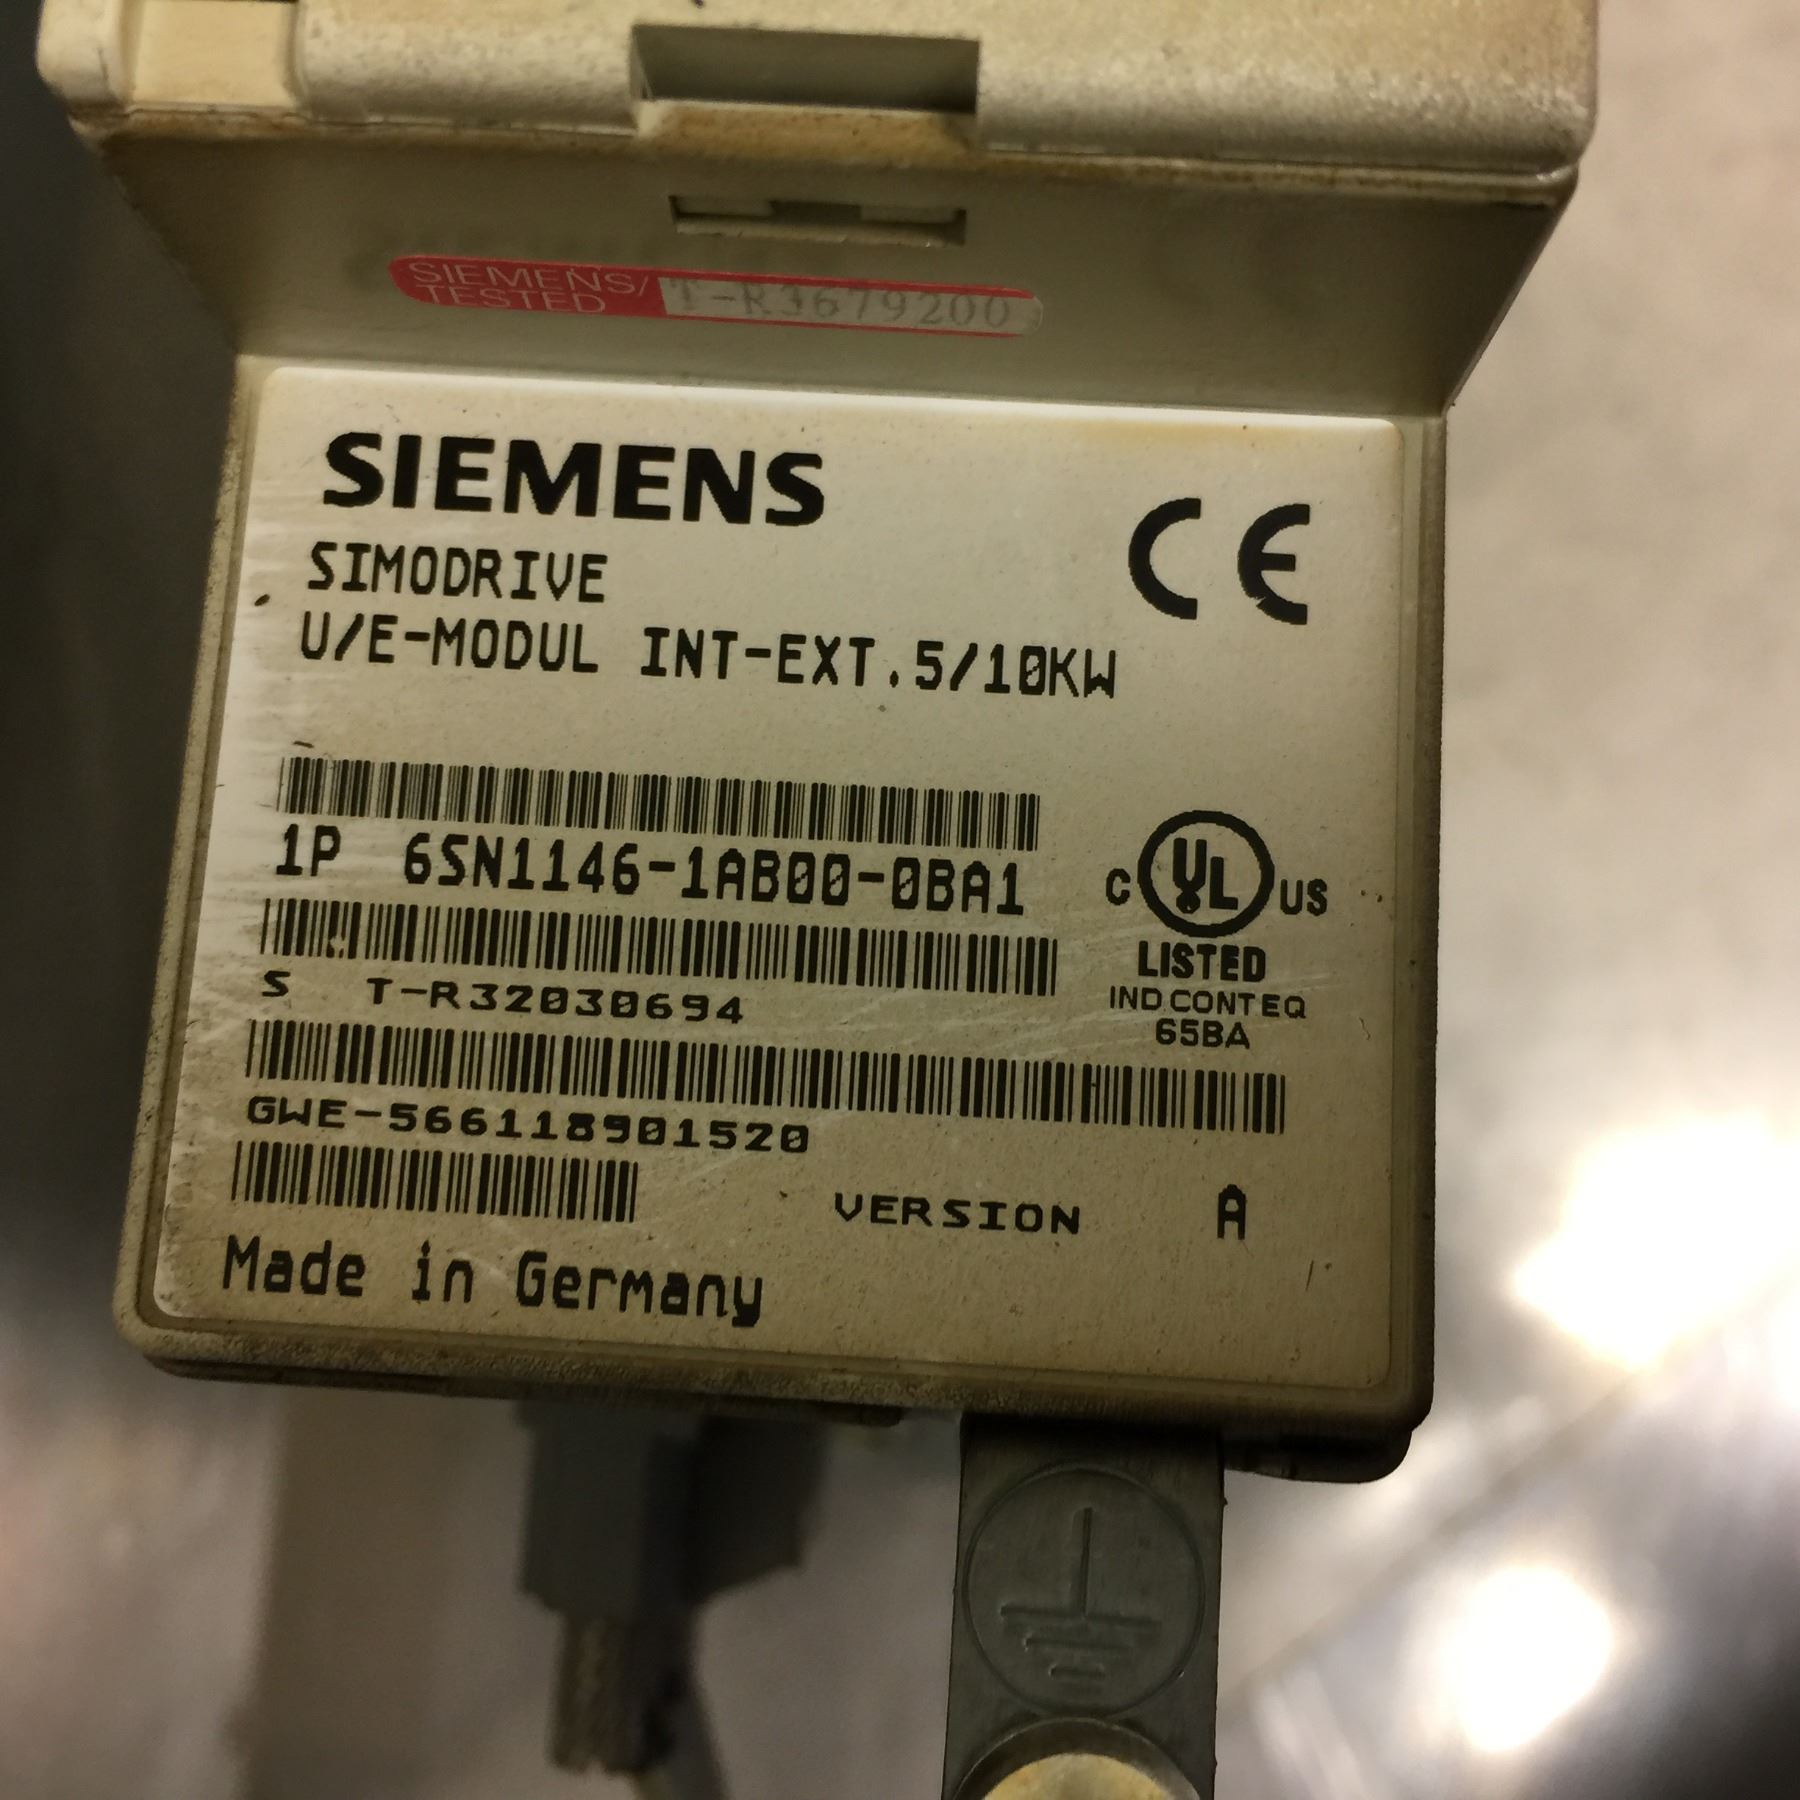 SIEMENS/ T-R3679200
TESTED
SIEMENS
CE
SIMODRIVE
U/E-MODUL INT-EXT.5/10KW
1P 6SN1146-1AB00-0BA1
C UL US
LISTED
IND.CONT.EQ
65BA
S T-R32030694
GWE-566118901520
VERSION A
Made in Germany